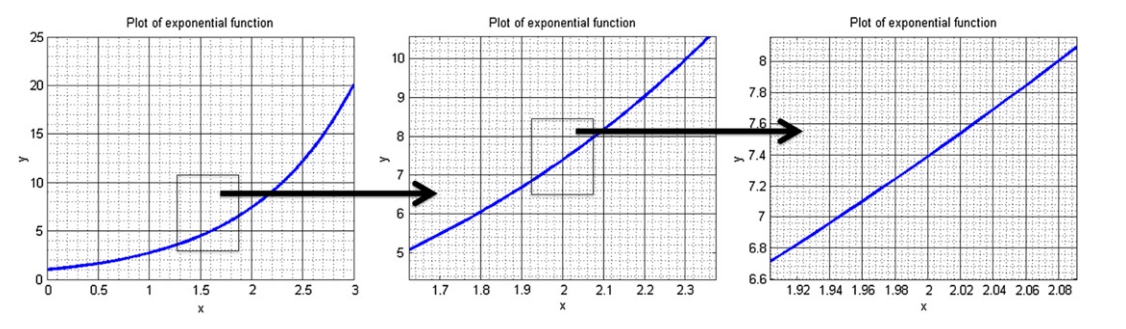 Plot of exponential function
25
20
15
10
5
0
y
0 0.5 1 1.5 2 2.5 3
x
Plot of exponential function
10
9
8
7
6
5
y
1.7 1.8 1.9 2 2.1 2.2 2.3
x
Plot of exponential function
8
7.8
7.6
7.4
7.2
7
6.8
6.6
y
1.92 1.94 1.96 1.98 2 2.02 2.04 2.06 2.08
x